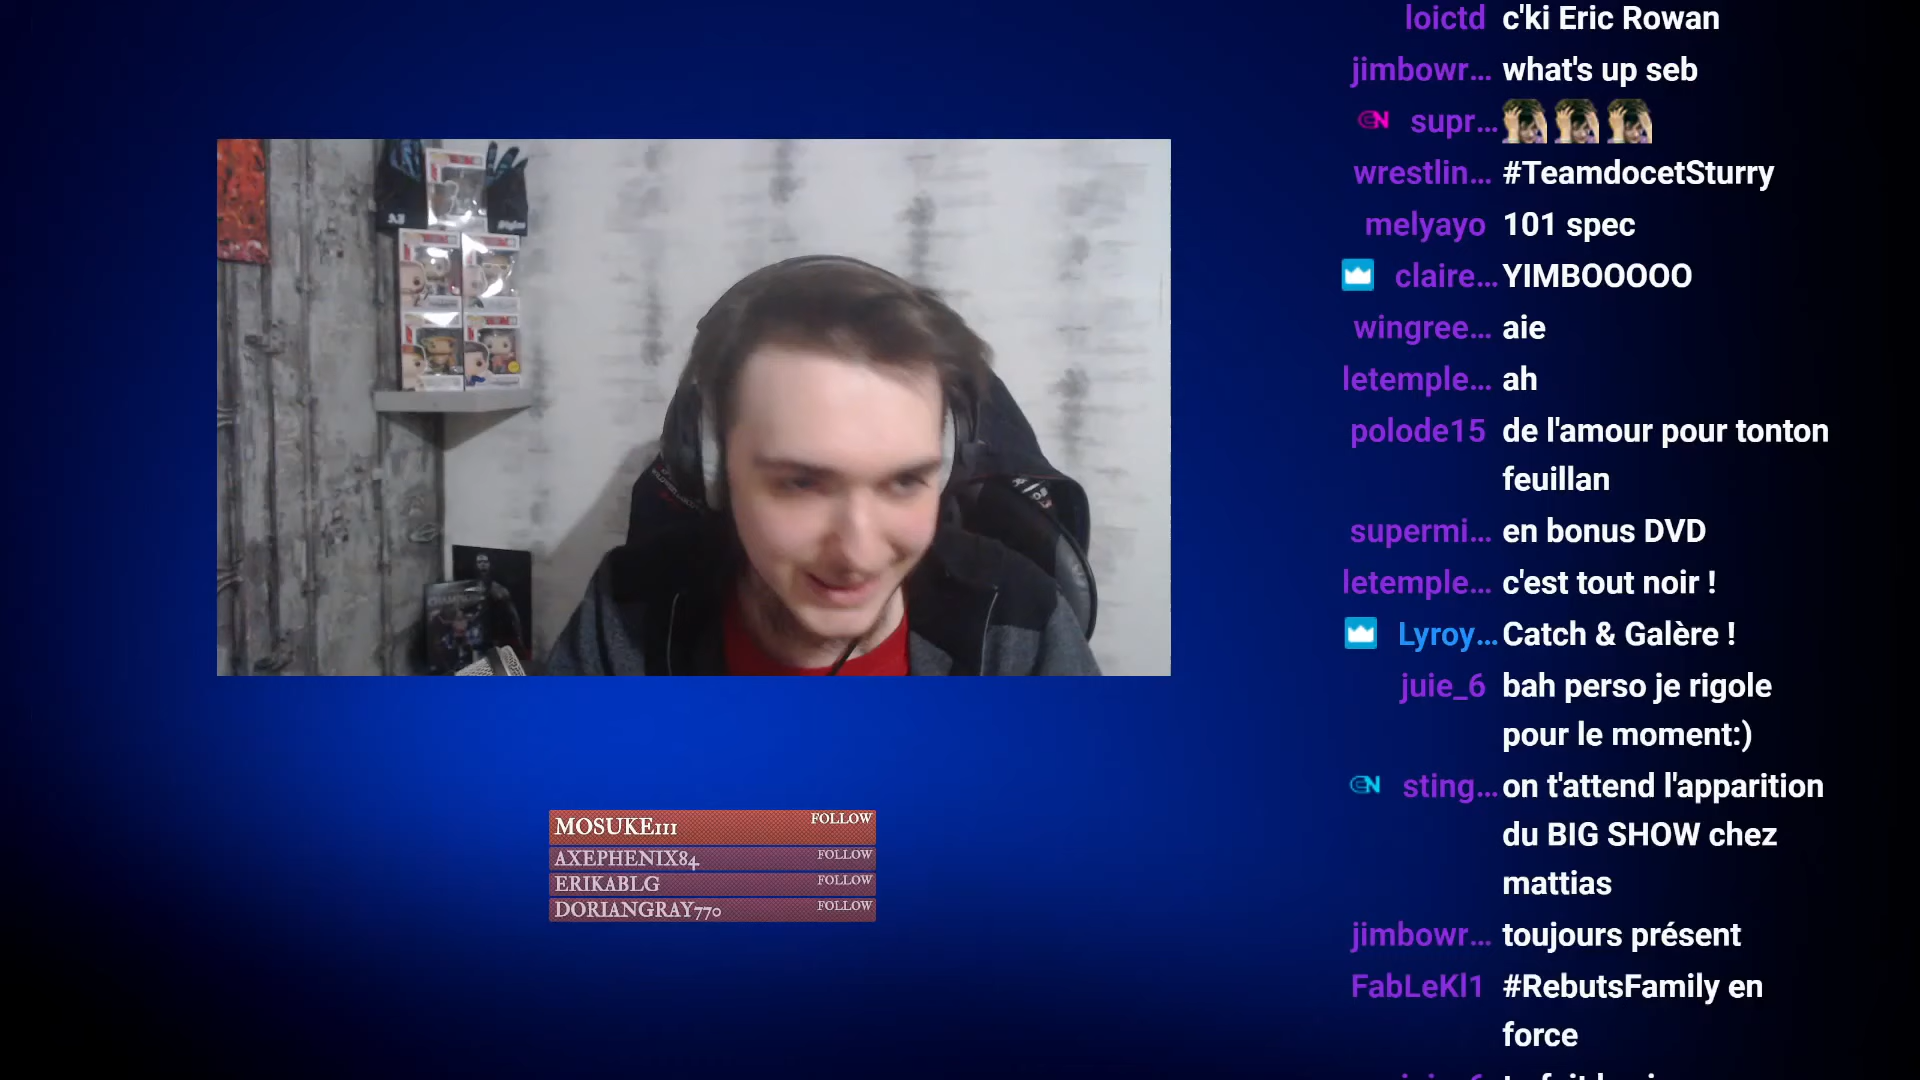 loictd c'ki Eric Rowan
jimbowr... what's up seb
supr...
wrestlin... #TeamdocetSturry
melyayo 101 spec
claire... YIMBOOOOO
wingree... aie
letemple... ah
polode15 de l'amour pour tonton
feuillan
supermi... en bonus DVD
letemple... c'est tout noir !
Lyroy... Catch & Galère !
juie_6 bah perso je rigole
pour le moment:)
sting... on t'attend l'apparition
du BIG SHOW chez
mattias
jimbowr... toujours présent
FabLeKl1 #RebutsFamily en
force
MOSUKE111 FOLLOW
AXEPHENIX84 FOLLOW
ERIKABLG FOLLOW
DORIANGRAY770 FOLLOW